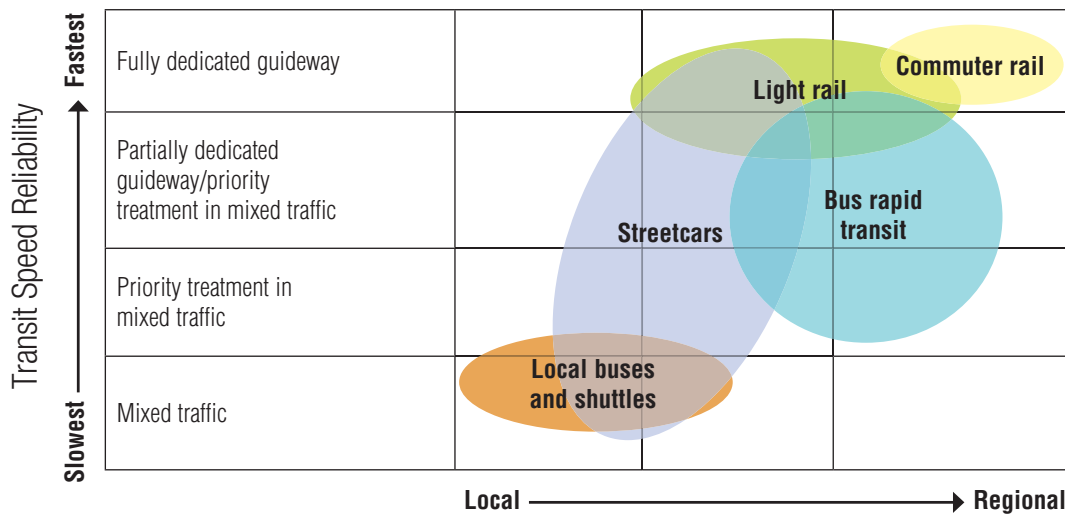 Transit Speed Reliability
Fastest
Slowest
Fully dedicated guideway
Partially dedicated
guideway/priority
treatment in mixed traffic
Priority treatment in
mixed traffic
Mixed traffic
Commuter rail
Light rail
Bus rapid
transit
Streetcars
Local buses
and shuttles
Local
Regional